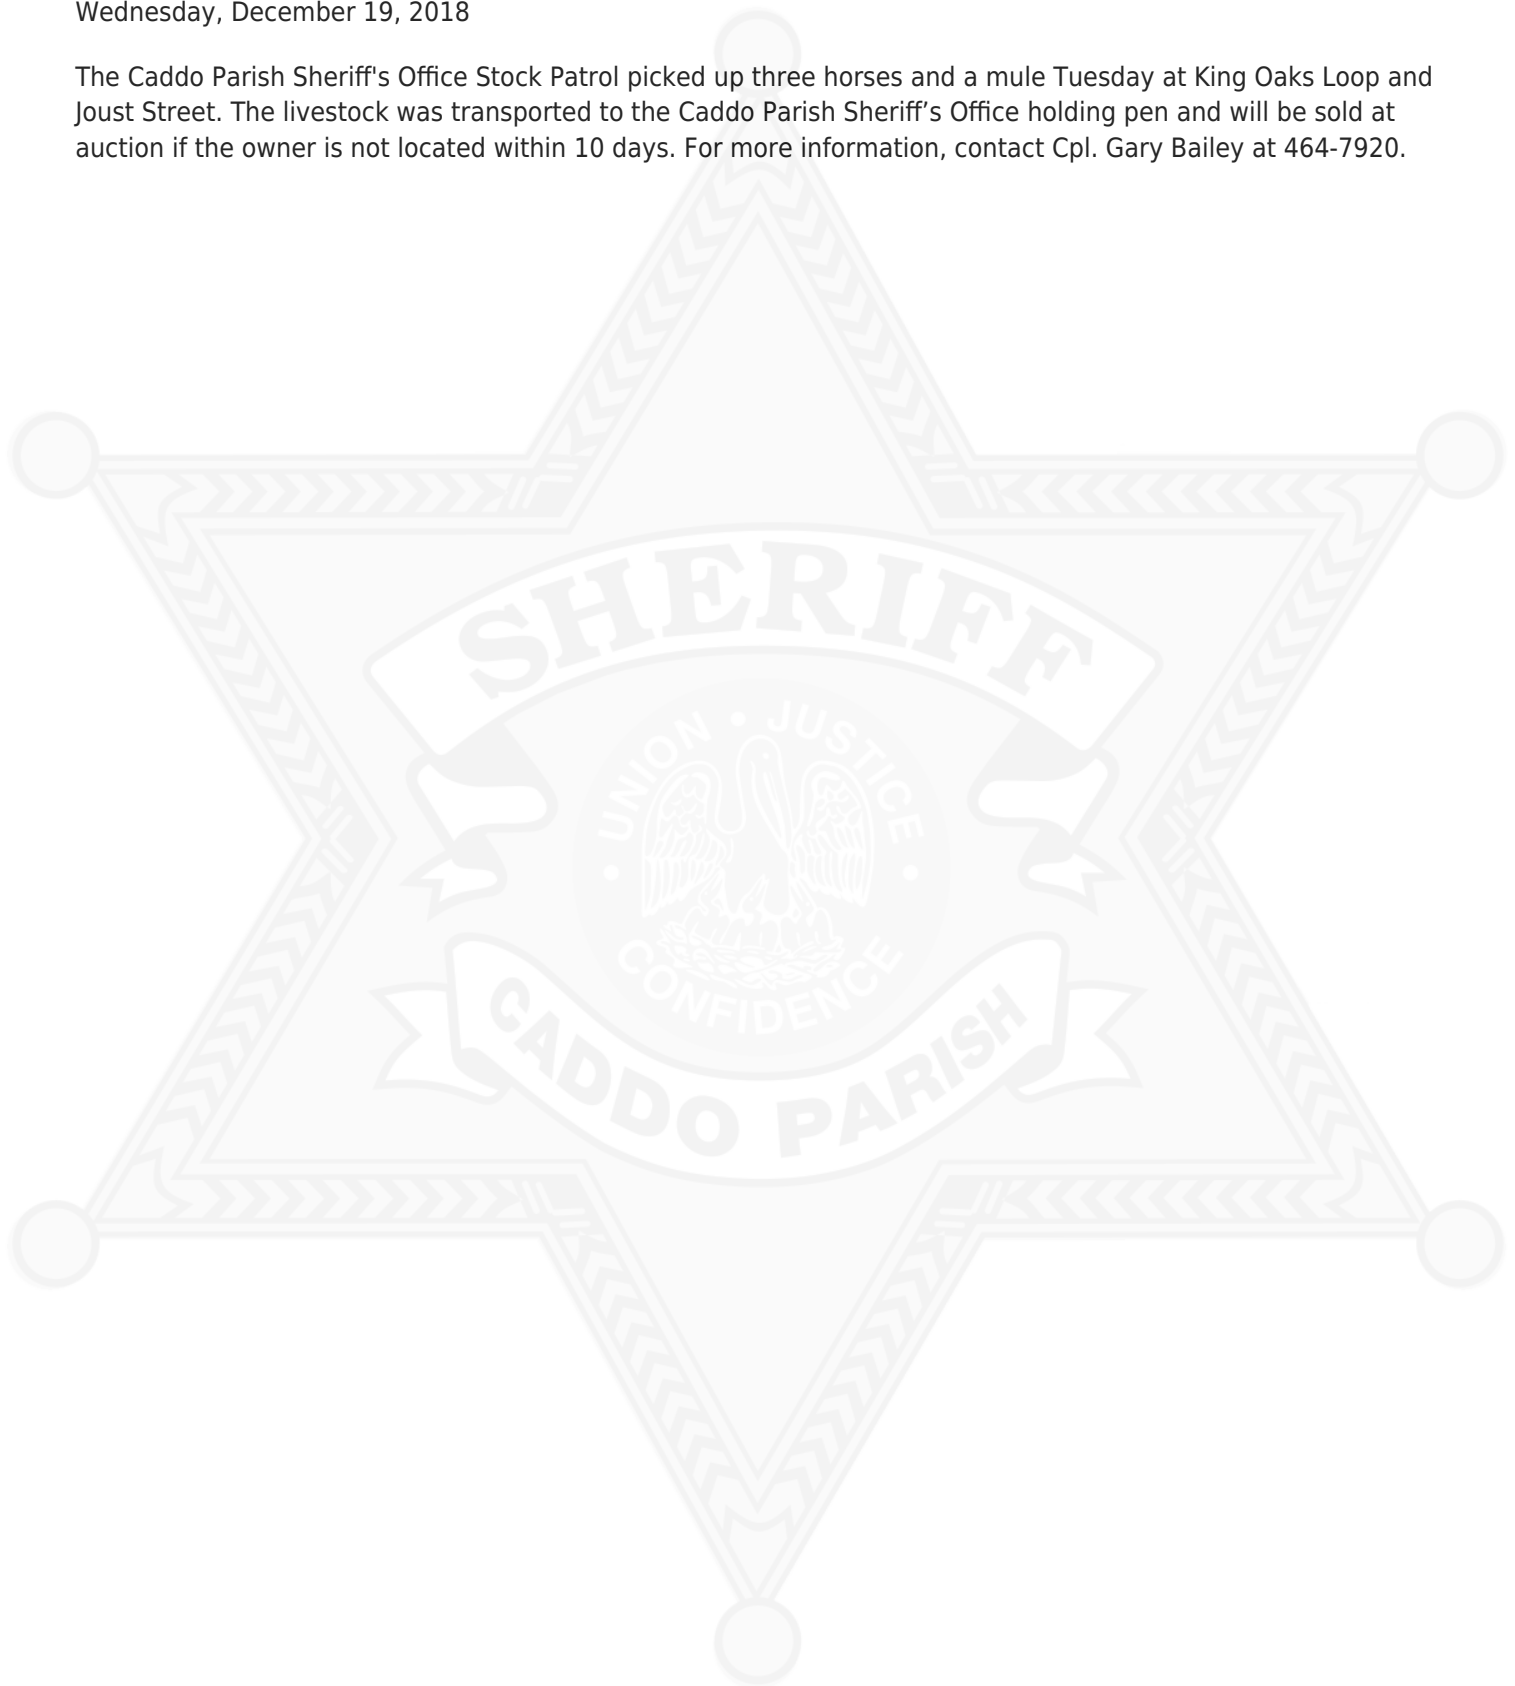 Wednesday, December 19, 2018
The Caddo Parish Sheriff's Office Stock Patrol picked up three horses and a mule Tuesday at King Oaks Loop and
Joust Street. The livestock was transported to the Caddo Parish Sheriff’s Office holding pen and will be sold at
auction if the owner is not located within 10 days. For more information, contact Cpl. Gary Bailey at 464-7920.
SHERIFF
UNION • JUSTICE
• CONFIDENCE •
CADDO PARISH